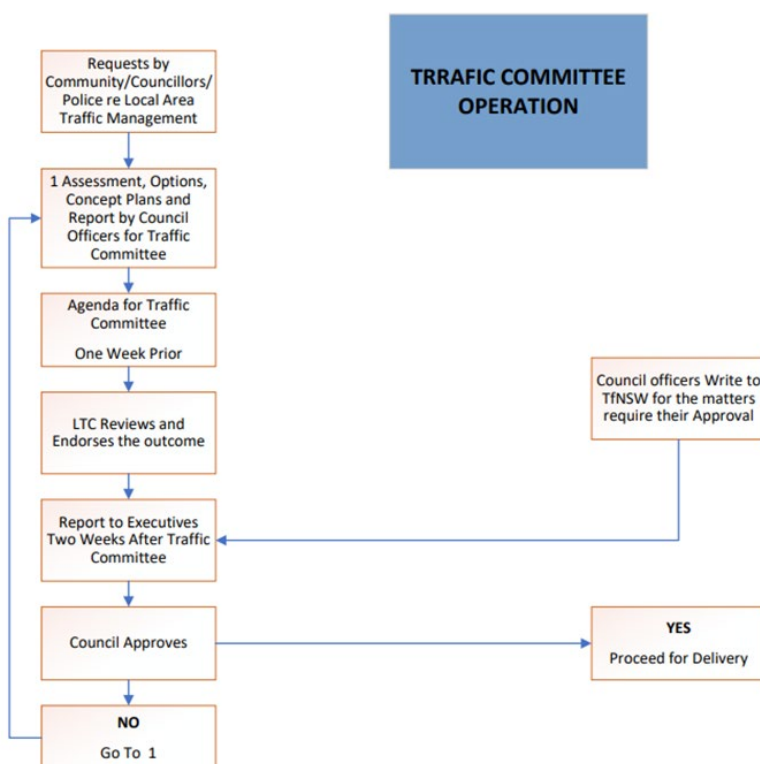 TRRAFIC COMMITTEE
OPERATION
Requests by
Community/Councillors/
Police re Local Area
Traffic Management
1 Assessment, Options,
Concept Plans and
Report by Council
Officers for Traffic
Committee
Agenda for Traffic
Committee
One Week Prior
LTC Reviews and
Endorses the outcome
Council officers Write to
TfNSW for the matters
require their Approval
Report to Executives
Two Weeks After Traffic
Committee
Council Approves
YES
Proceed for Delivery
NO
Go To 1